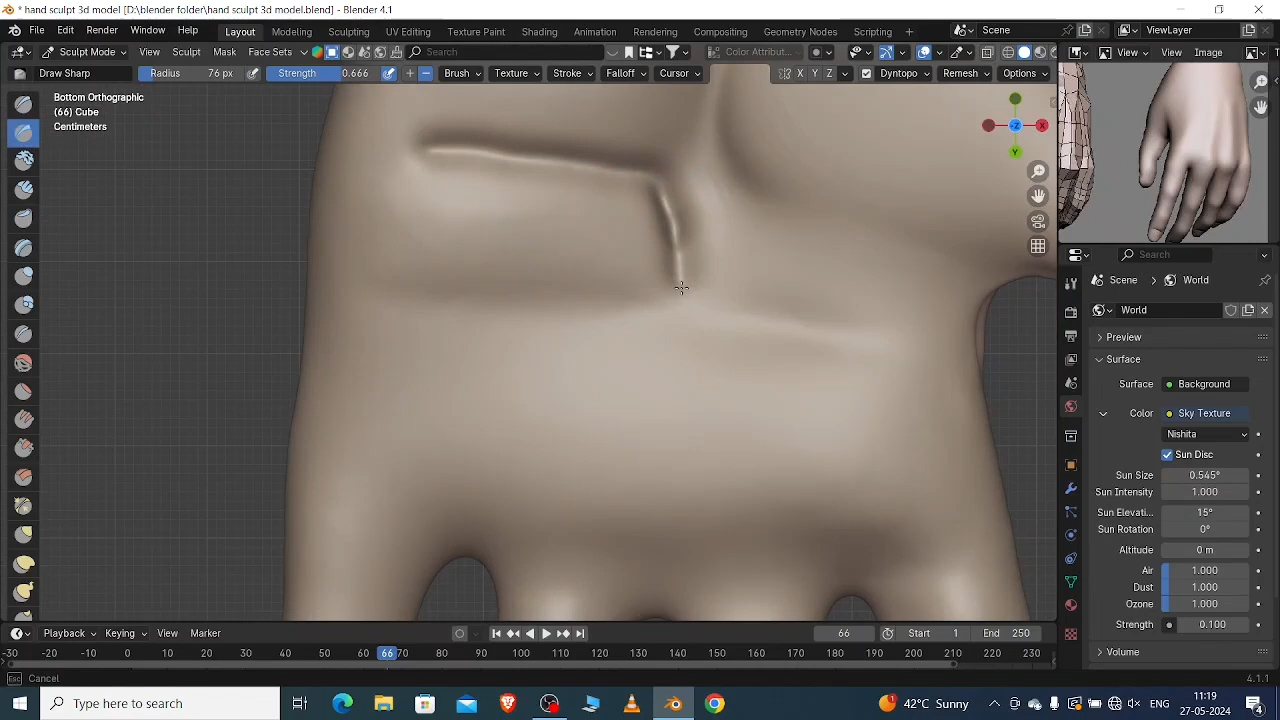 * hand sculpt 3d model [D:\blender folder\hand sculpt 3d model.blend] - Blender 4.1
File Edit Render Window Help Layout Modeling Sculpting UV Editing Texture Paint Shading Animation Rendering Compositing Geometry Nodes Scripting + Scene ViewLayer
Sculpt Mode View Sculpt Mask Face Sets Search Color Attribut... View Image
Draw Sharp Radius 76 px Strength 0.666 Brush Texture Stroke Falloff Cursor X Y Z Dyntopo Remesh Options
Bottom Orthographic
(66) Cube
Centimeters
-Z X
Y
Search
Scene World
World
Preview
Surface
Surface Background
Color Sky Texture
Nishita
Sun Disc
Sun Size 0.545°
Sun Intensity 1.000
Sun Elevati... 15°
Sun Rotation 0°
Altitude 0 m
Air 1.000
Dust 1.000
Ozone 1.000
Strength 0.100
Volume
Playback Keying View Marker 66 Start 1 End 250
-30 -20 -10 0 10 20 30 40 50 60 66 70 80 90 100 110 120 130 140 150 160 170 180 190 200 210 220 230
Esc Cancel 4.1.1
Type here to search 1 42°C Sunny ENG 11:19 27-05-2024 4